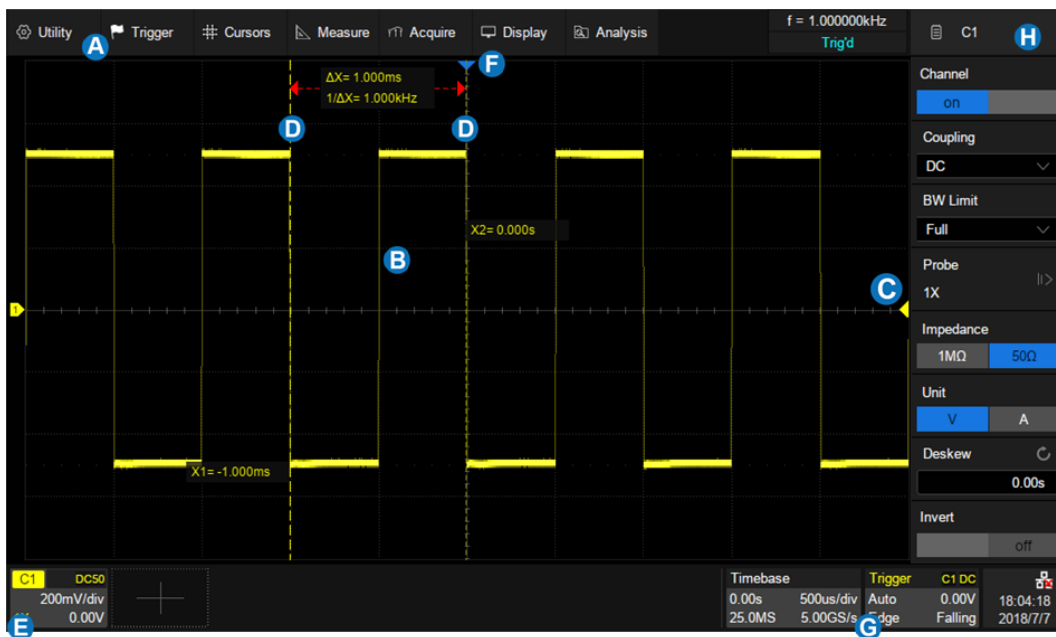 Utility
A
Trigger
Cursors
Measure
Acquire
Display
Analysis
f = 1.000000kHz
Trig'd
C1
H
F
ΔX= 1.000ms
1/ΔX= 1.000kHz
D
D
X2= 0.000s
B
C
1
X1= -1.000ms
Channel
on
Coupling
DC
BW Limit
Full
Probe
1X
Impedance
1MΩ
50Ω
Unit
V
A
Deskew
0.00s
Invert
off
C1
DC50
200mV/div
0.00V
E
Timebase
0.00s
500us/div
25.0MS
5.00GS/s
Trigger
C1 DC
Auto
0.00V
G
Edge
Falling
18:04:18
2018/7/7